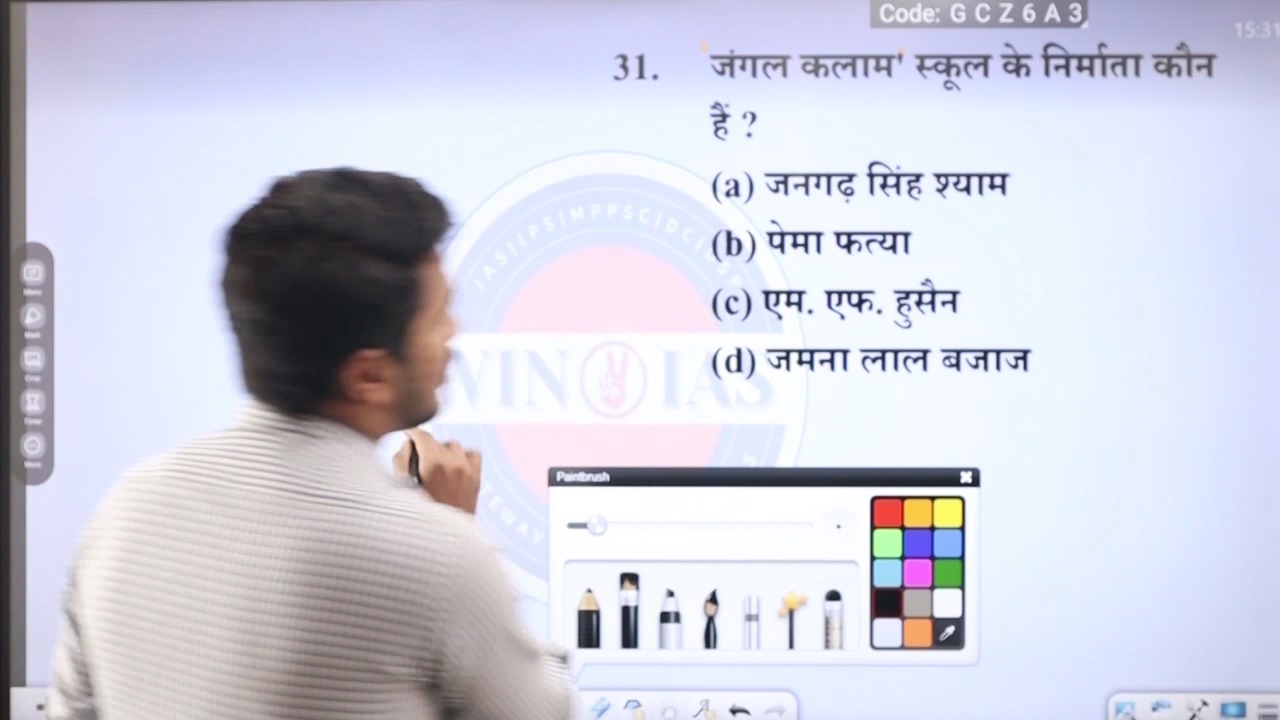 Code: G C Z 6 A 3
15:31
31. 'जंगल कलाम' स्कूल के निर्माता कौन
हैं ?
(a) जनगढ़ सिंह श्याम
(b) पेमा फत्या
(c) एम. एफ. हुसैन
(d) जमना लाल बजाज
WIN IAS
Paintbrush